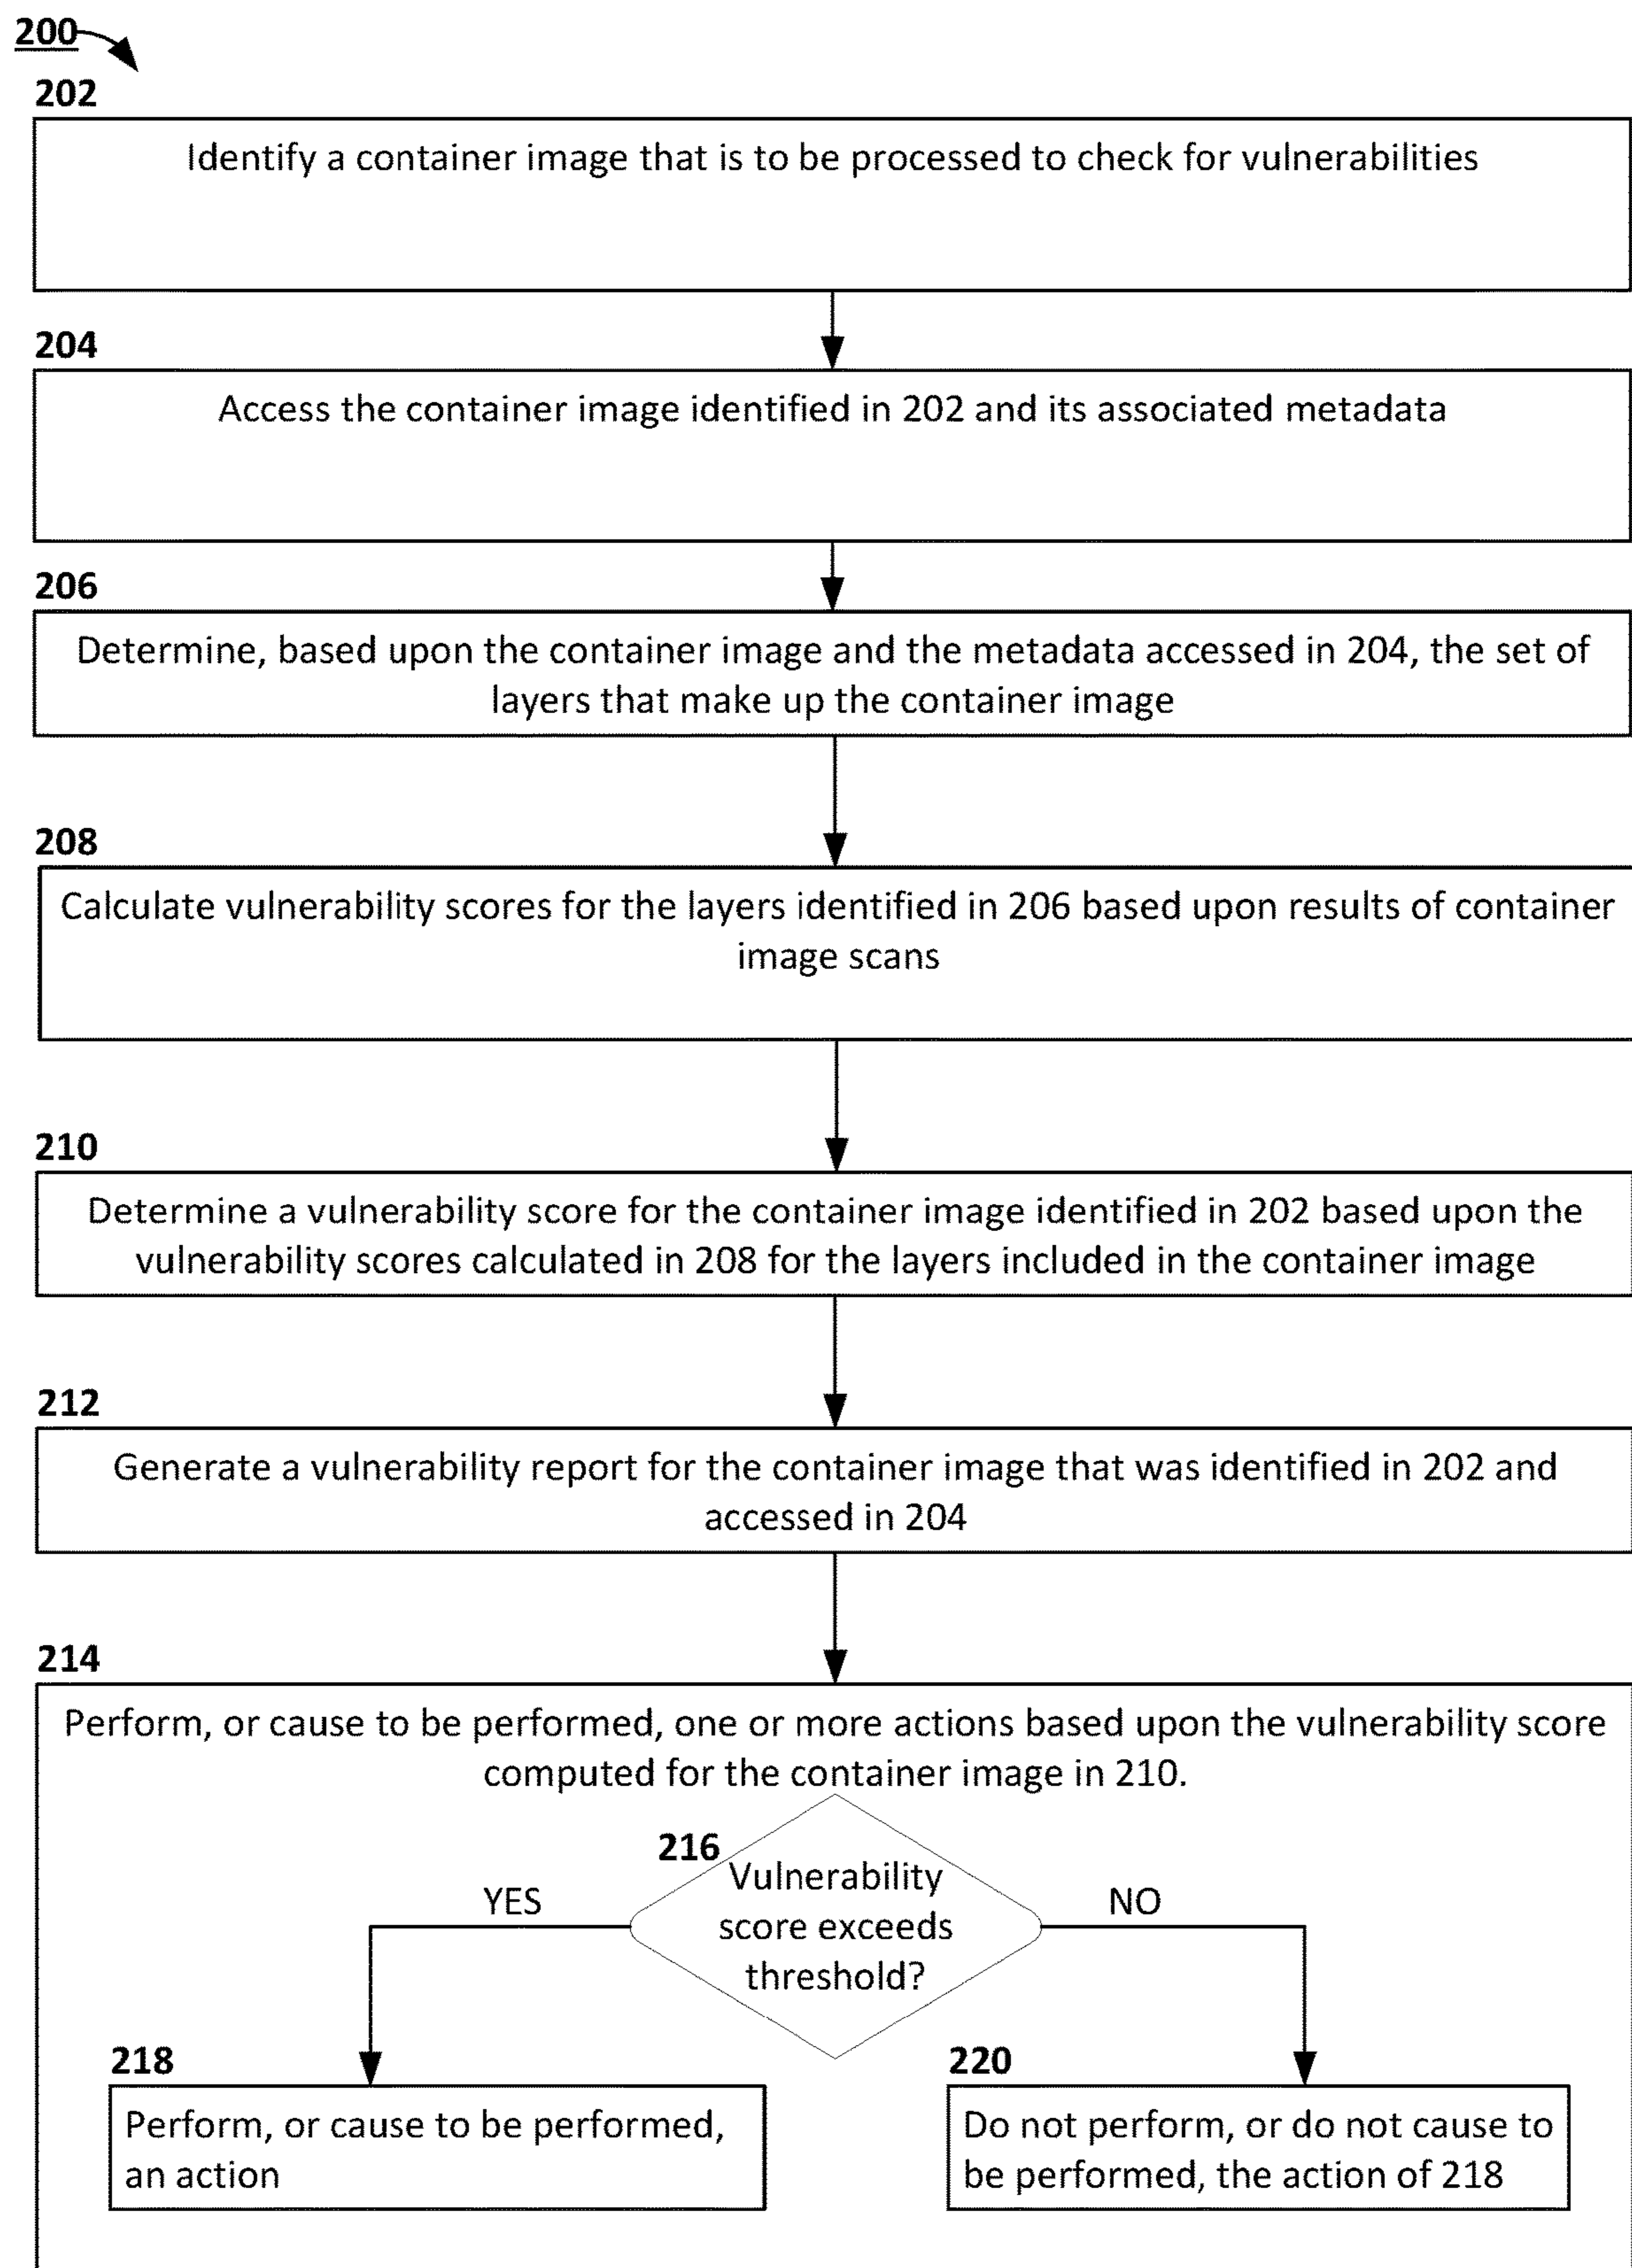 200
202
Identify a container image that is to be processed to check for vulnerabilities
204
Access the container image identified in 202 and its associated metadata
206
Determine, based upon the container image and the metadata accessed in 204, the set of
layers that make up the container image
208
Calculate vulnerability scores for the layers identified in 206 based upon results of container
image scans
210
Determine a vulnerability score for the container image identified in 202 based upon the
vulnerability scores calculated in 208 for the layers included in the container image
212
Generate a vulnerability report for the container image that was identified in 202 and
accessed in 204
214
Perform, or cause to be performed, one or more actions based upon the vulnerability score
computed for the container image in 210.
216
Vulnerability
score exceeds
threshold?
YES
NO
218
Perform, or cause to be performed,
an action
220
Do not perform, or do not cause to
be performed, the action of 218